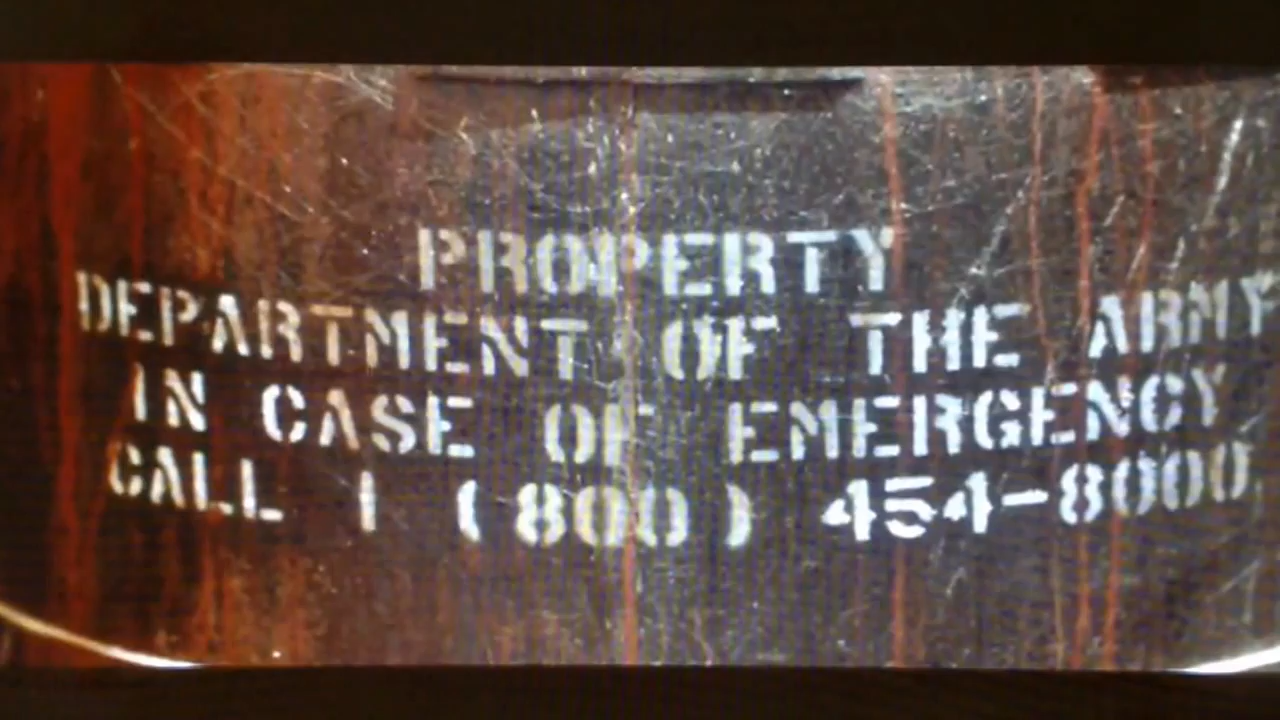 PROPERTY
DEPARTMENT OF THE ARMY
IN CASE OF EMERGENCY
CALL 1 (800) 454-8000